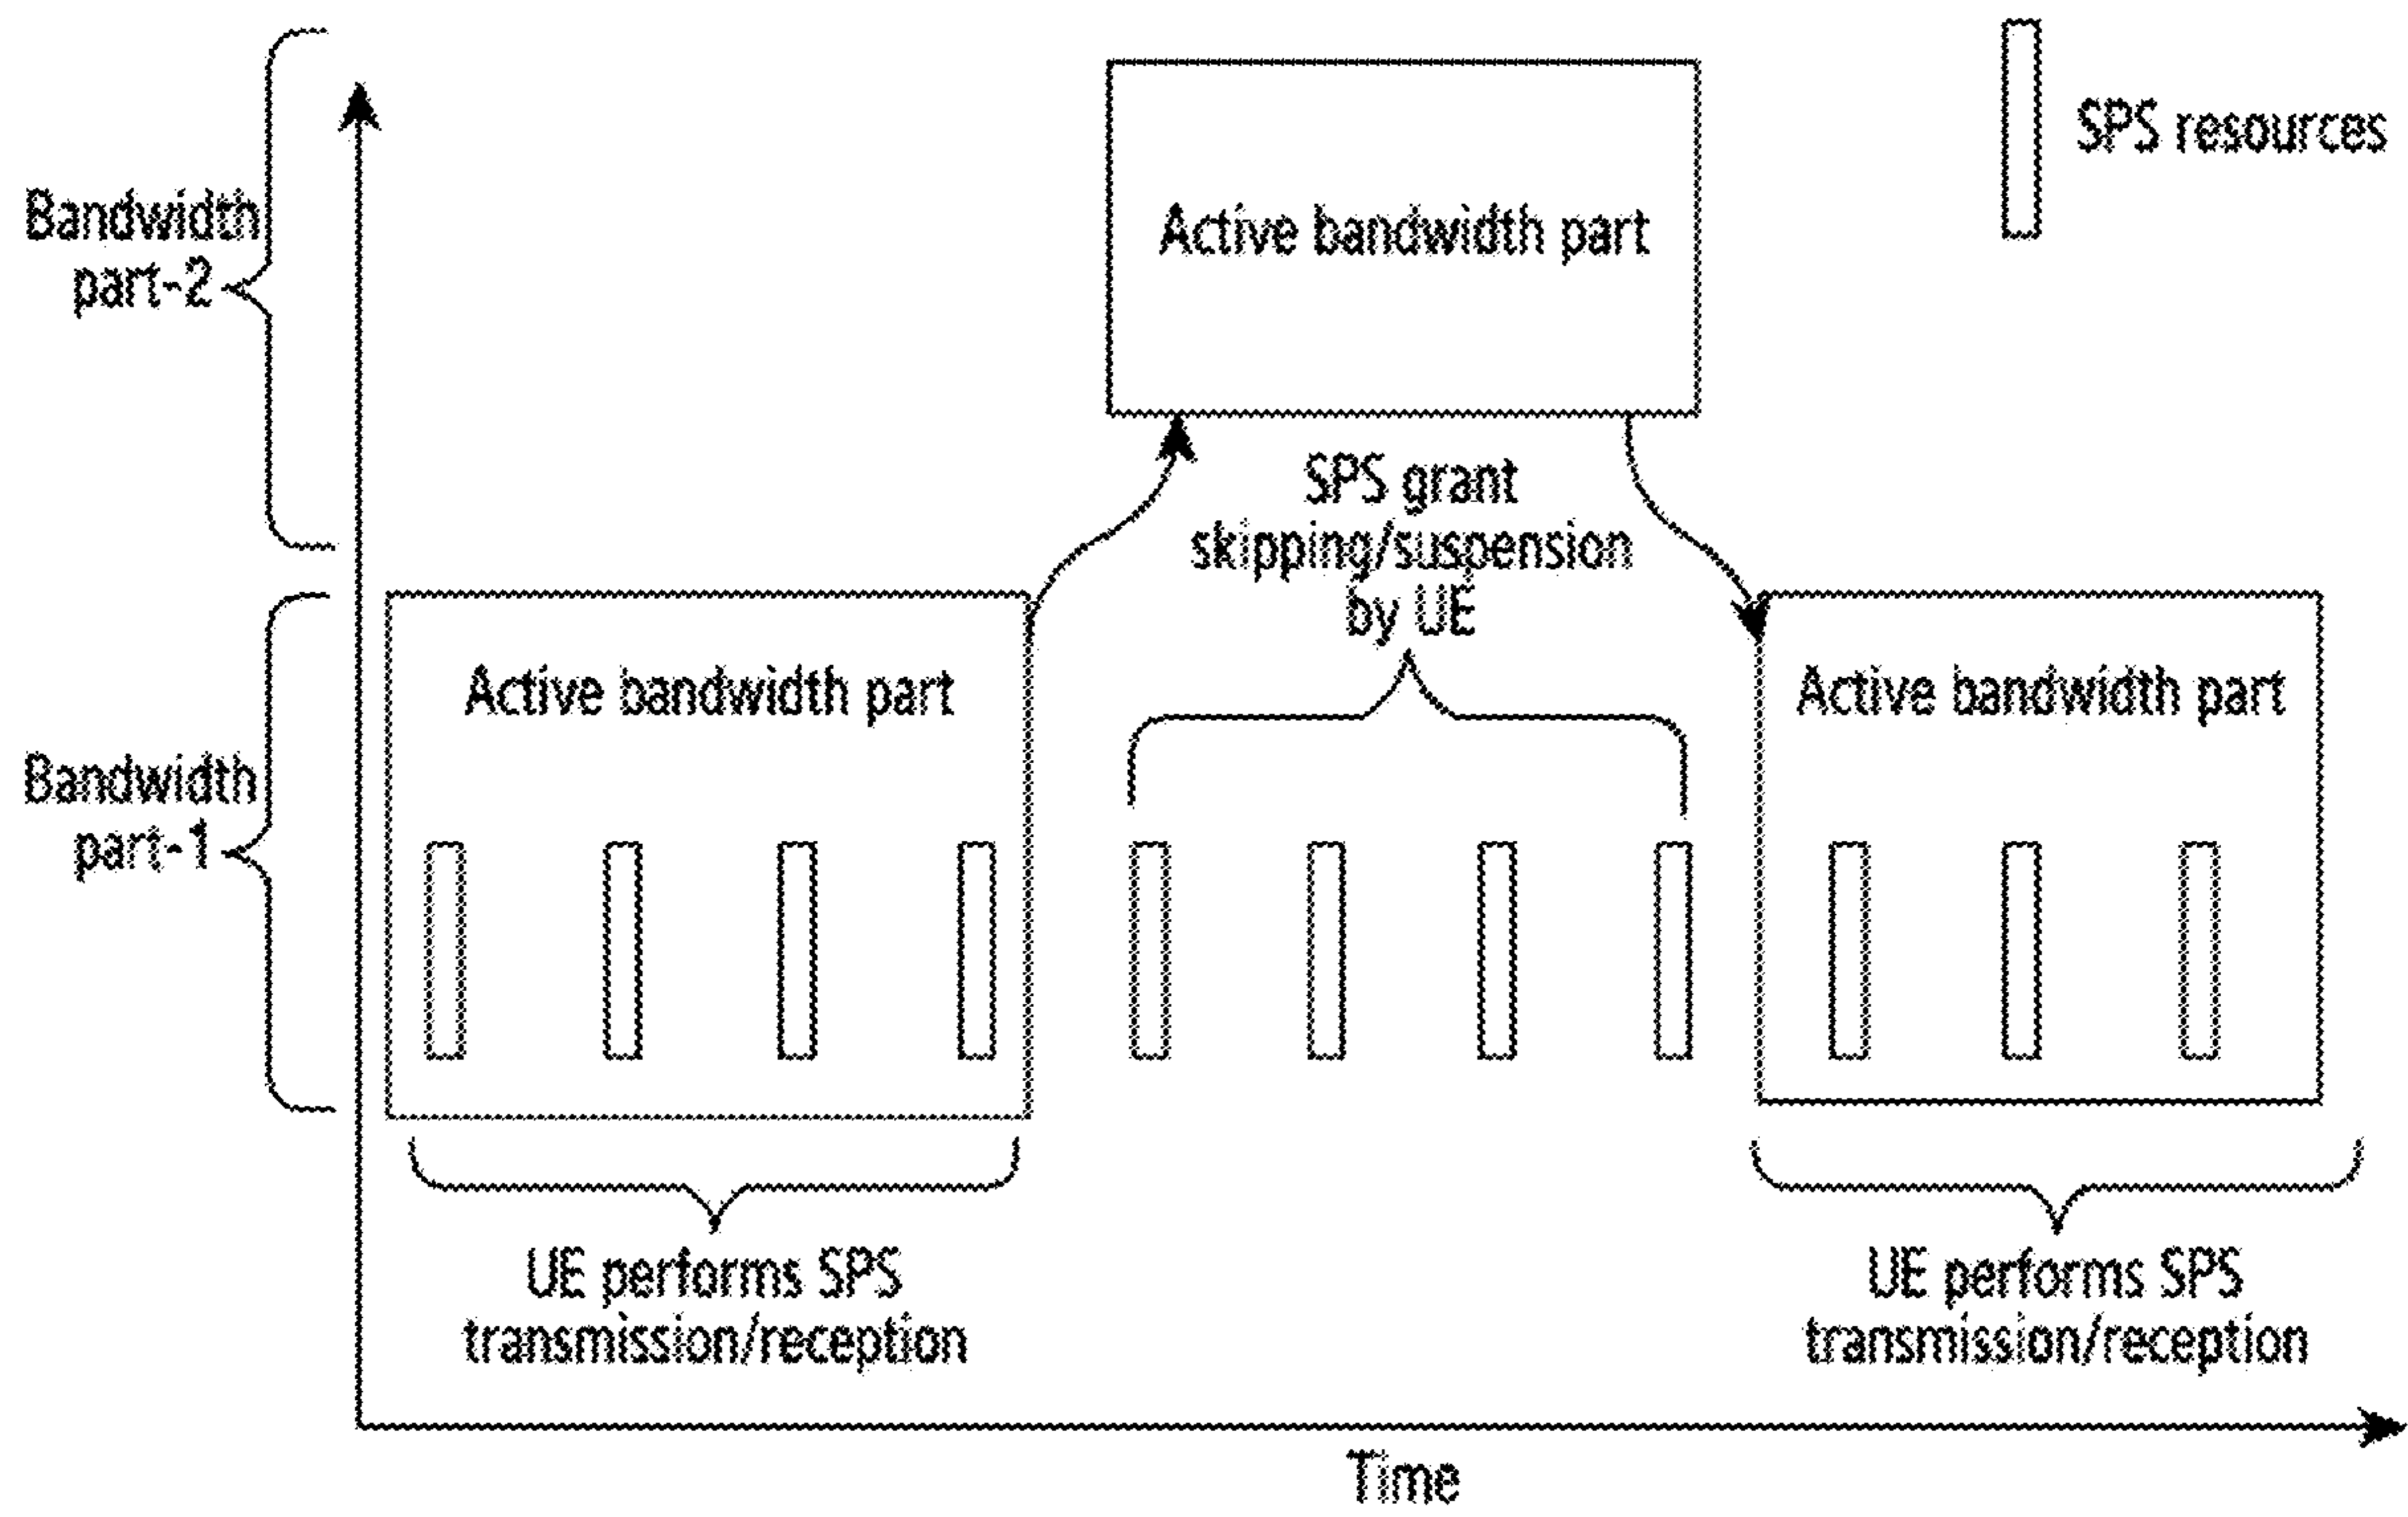 Bandwidth
part-2
Active bandwidth part
SPS resources
SPS grant
skipping/suspension
by UE
Bandwidth
part-1
Active bandwidth part
Active bandwidth part
UE performs SPS
transmission/reception
UE performs SPS
transmission/reception
Time